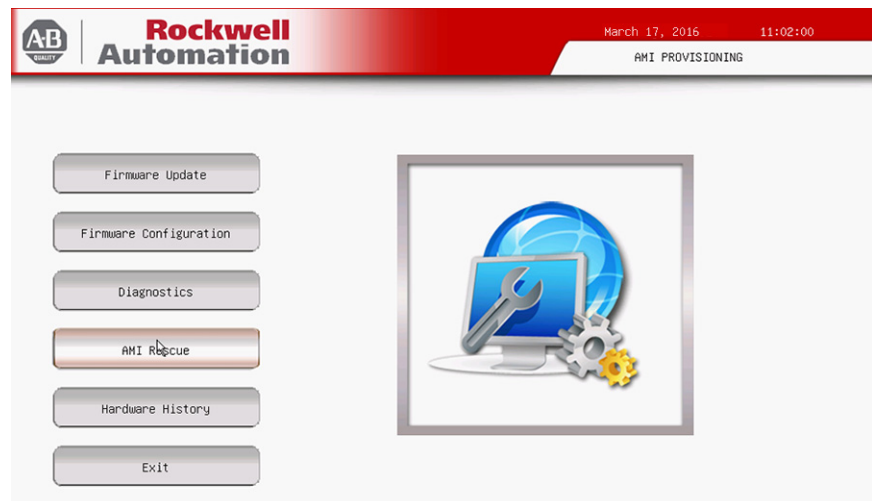 A·B
QUALITY
Rockwell
Automation
March 17, 2016 11:02:00
AMI PROVISIONING
Firmware Update
Firmware Configuration
Diagnostics
AMI Rescue
Hardware History
Exit